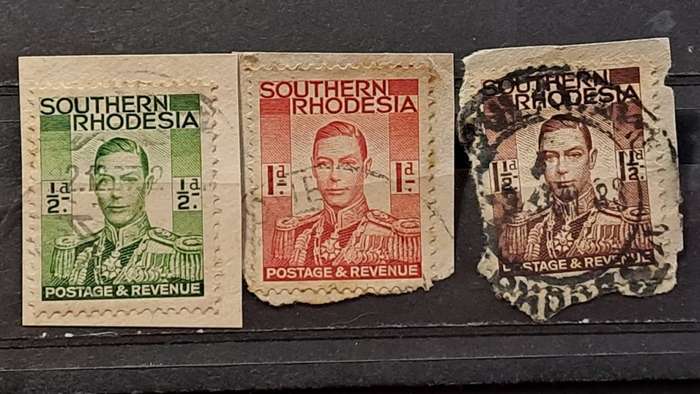 SOUTHERN
RHODESIA
½d. ½d.
POSTAGE & REVENUE
SOUTHERN
RHODESIA
1d. 1d.
POSTAGE & REVENUE
SOUTHERN
RHODESIA
1½d. 1½d.
POSTAGE & REVENUE